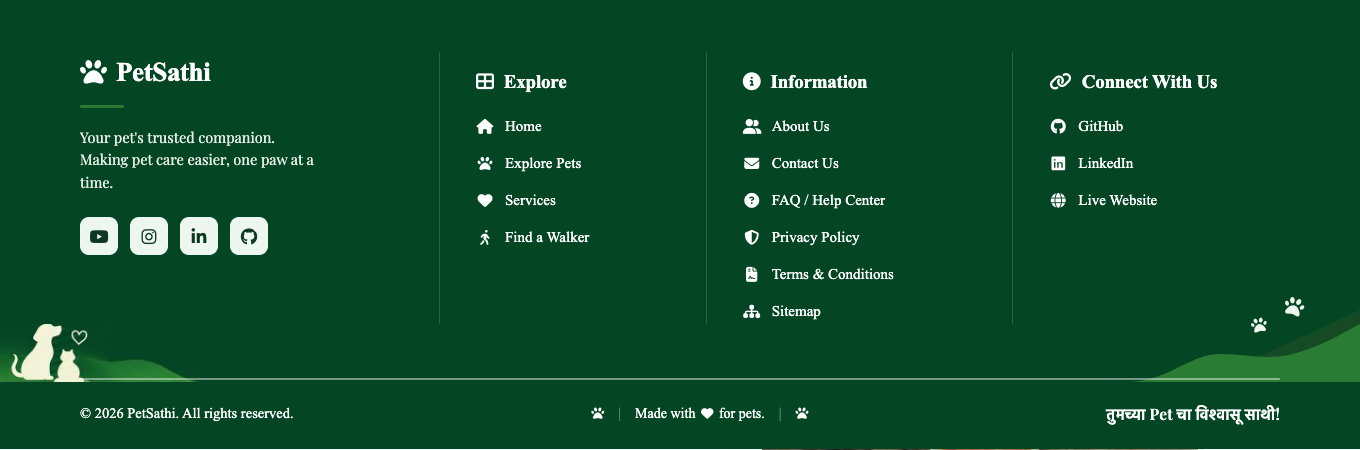 PetSathi
Your pet's trusted companion.
Making pet care easier, one paw at a
time.
Explore
Home
Explore Pets
Services
Find a Walker
Information
About Us
Contact Us
FAQ / Help Center
Privacy Policy
Terms & Conditions
Sitemap
Connect With Us
GitHub
LinkedIn
Live Website
© 2026 PetSathi. All rights reserved.
Made with ♥ for pets.
तुमच्या Pet चा विश्वासू साथी!